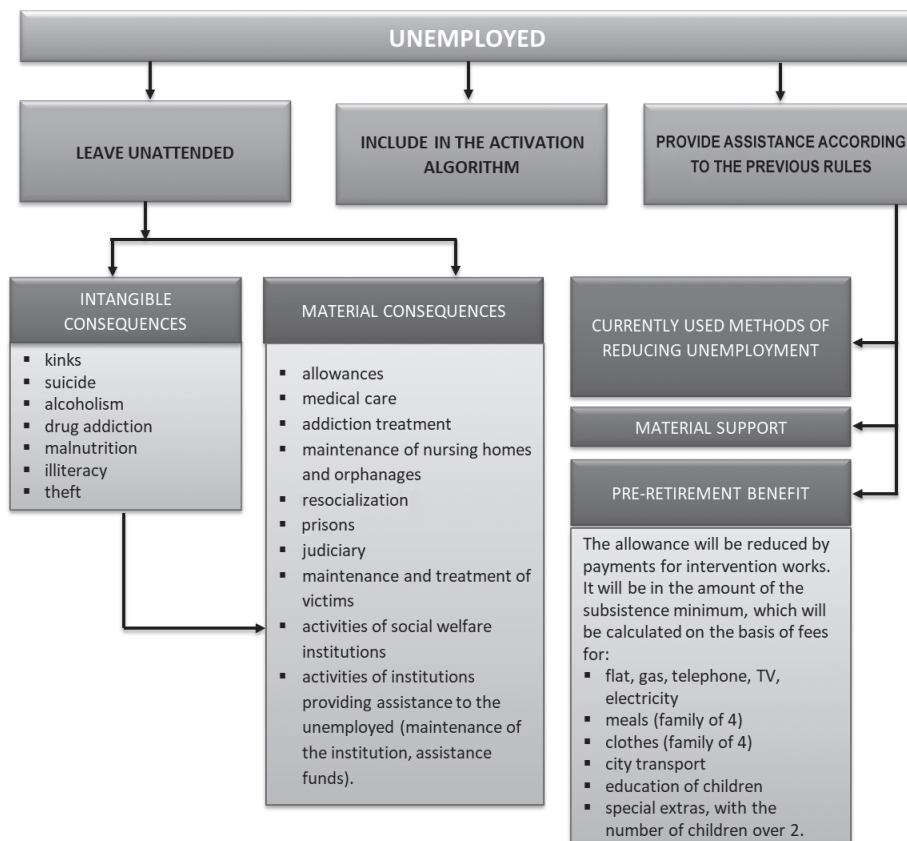 UNEMPLOYED
LEAVE UNATTENDED
INCLUDE IN THE ACTIVATION
ALGORITHM
PROVIDE ASSISTANCE ACCORDING
TO THE PREVIOUS RULES
INTANGIBLE
CONSEQUENCES
▪ kinks
▪ suicide
▪ alcoholism
▪ drug addiction
▪ malnutrition
▪ illiteracy
▪ theft
MATERIAL CONSEQUENCES
▪ allowances
▪ medical care
▪ addiction treatment
▪ maintenance of nursing homes
and orphanages
▪ resocialization
▪ prisons
▪ judiciary
▪ maintenance and treatment of
victims
▪ activities of social welfare
institutions
▪ activities of institutions
providing assistance to the
unemployed (maintenance of
the institution, assistance
funds).
CURRENTLY USED METHODS OF
REDUCING UNEMPLOYMENT
MATERIAL SUPPORT
PRE-RETIREMENT BENEFIT
The allowance will be reduced by
payments for intervention works.
It will be in the amount of the
subsistence minimum, which will
be calculated on the basis of fees
for:
▪ flat, gas, telephone, TV,
electricity
▪ meals (family of 4)
▪ clothes (family of 4)
▪ city transport
▪ education of children
▪ special extras, with the
number of children over 2.